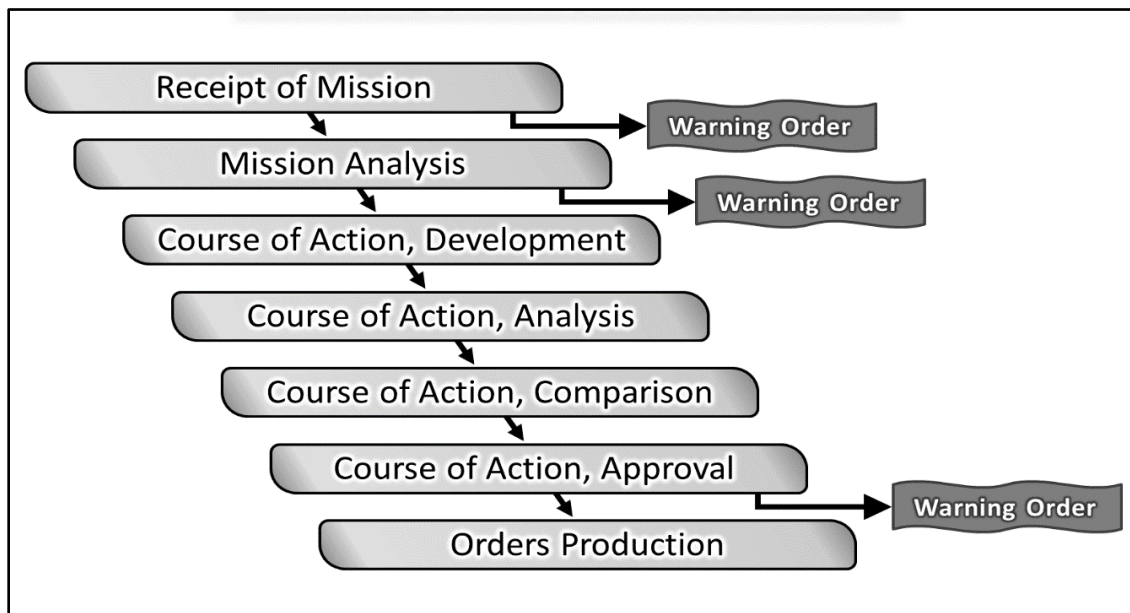 Receipt of Mission
Warning Order
Mission Analysis
Warning Order
Course of Action, Development
Course of Action, Analysis
Course of Action, Comparison
Course of Action, Approval
Warning Order
Orders Production